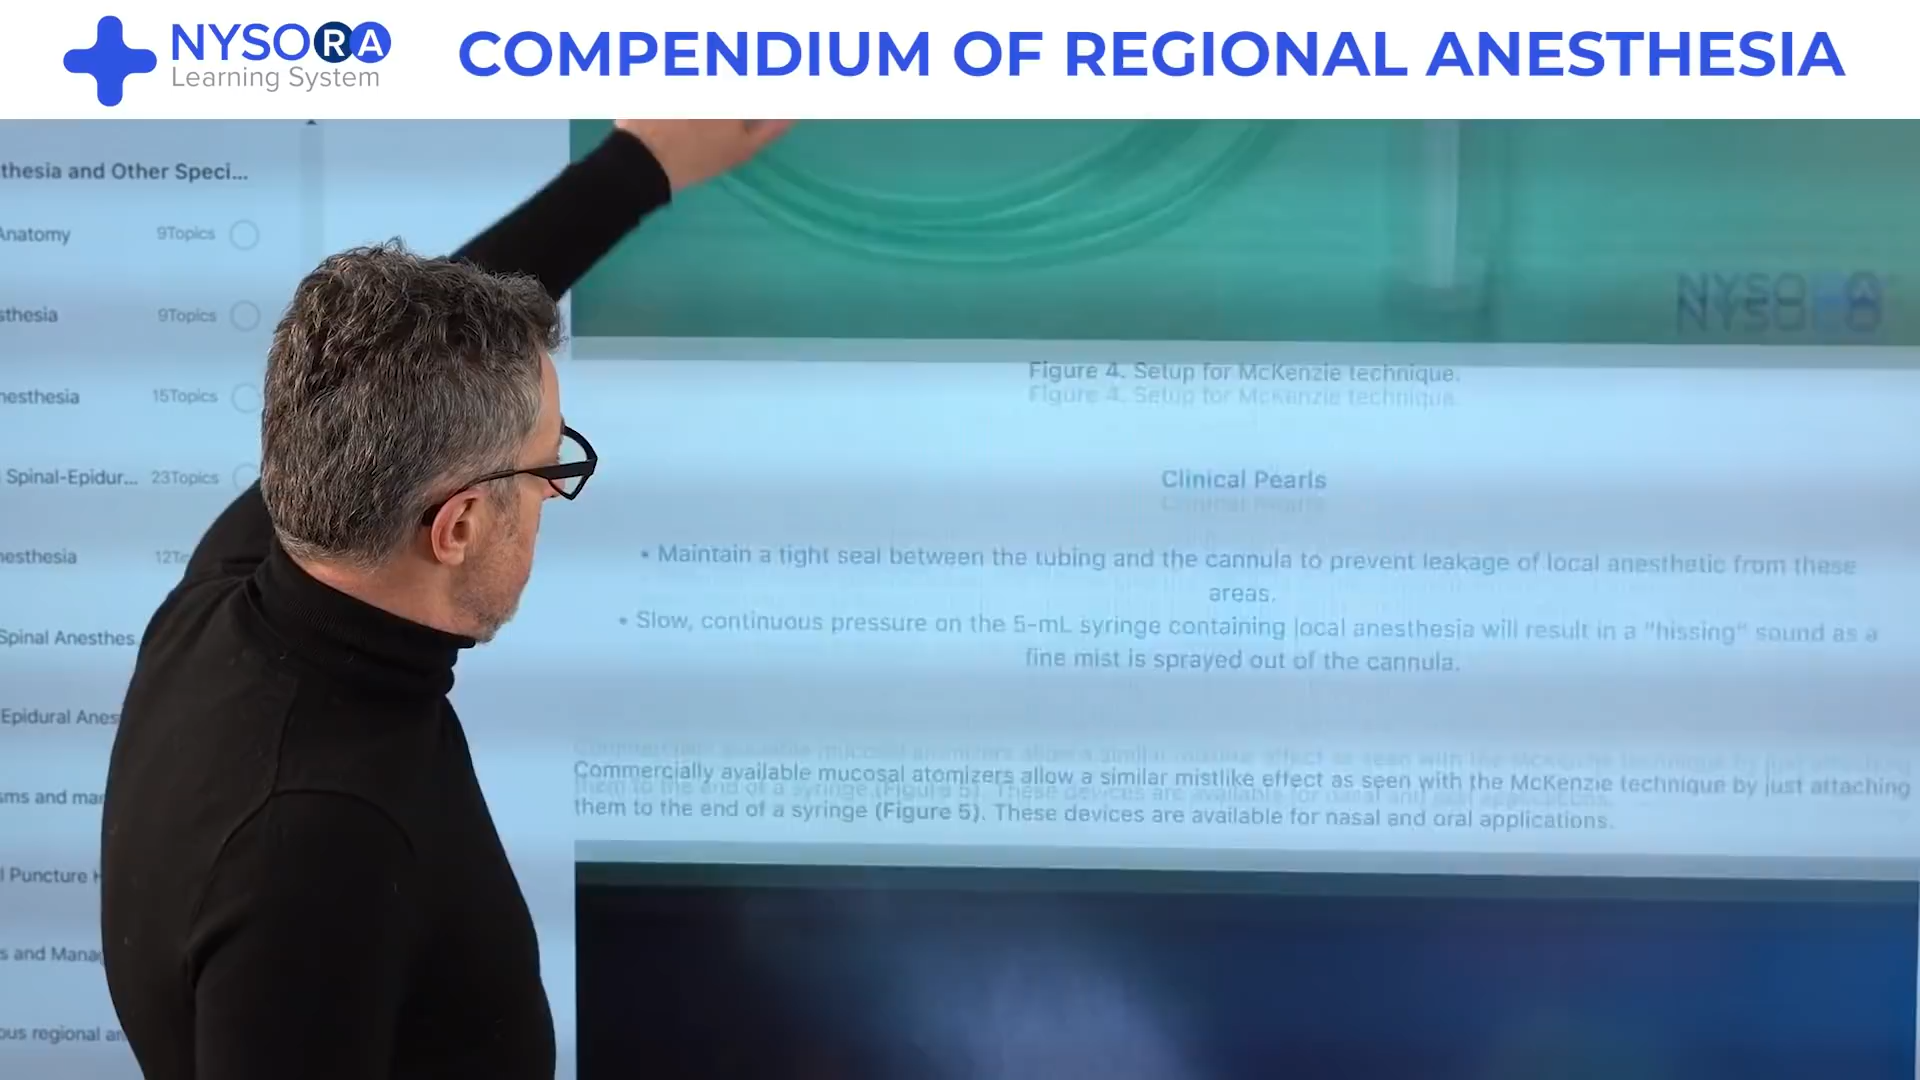 NYSORA
Learning System
COMPENDIUM OF REGIONAL ANESTHESIA
thesia and Other Speci...
Anatomy 9Topics
sthesia 9Topics
nesthesia 15Topics
Spinal-Epidur... 23Topics
nesthesia 12T
Spinal Anesthes
Epidural Anes
sms and ma
l Puncture H
s and Mana
ous regional an
NYSORA
Figure 4. Setup for McKenzie technique.
Clinical Pearls
• Maintain a tight seal between the tubing and the cannula to prevent leakage of local anesthetic from these
areas.
• Slow, continuous pressure on the 5-mL syringe containing local anesthesia will result in a "hissing" sound as a
fine mist is sprayed out of the cannula.
Commercially available mucosal atomizers allow a similar mistlike effect as seen with the McKenzie technique by just attaching
them to the end of a syringe (Figure 5). These devices are available for nasal and oral applications.